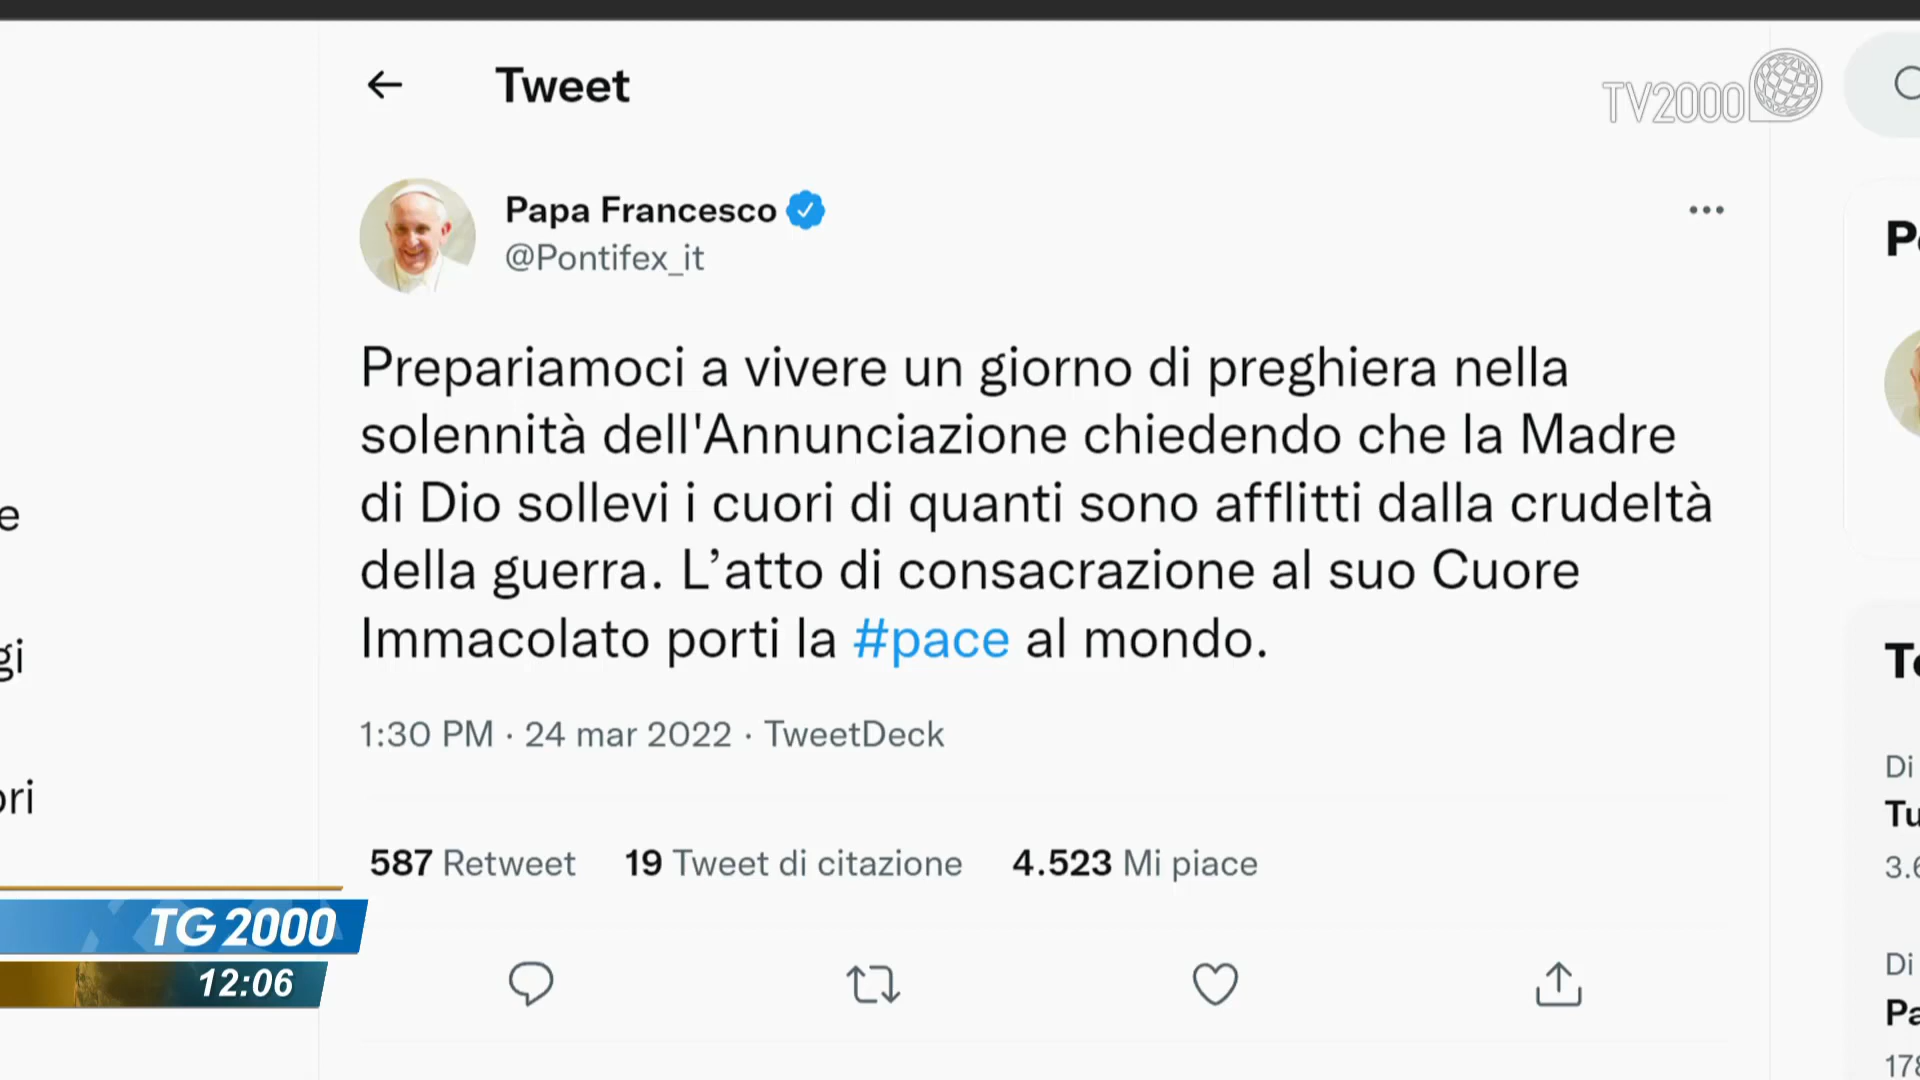 Tweet
TV2000
Papa Francesco
@Pontifex_it
Prepariamoci a vivere un giorno di preghiera nella
solennità dell'Annunciazione chiedendo che la Madre
di Dio sollevi i cuori di quanti sono afflitti dalla crudeltà
della guerra. L’atto di consacrazione al suo Cuore
Immacolato porti la #pace al mondo.
1:30 PM · 24 mar 2022 · TweetDeck
587 Retweet 19 Tweet di citazione 4.523 Mi piace
TG 2000
12:06
Di
Di